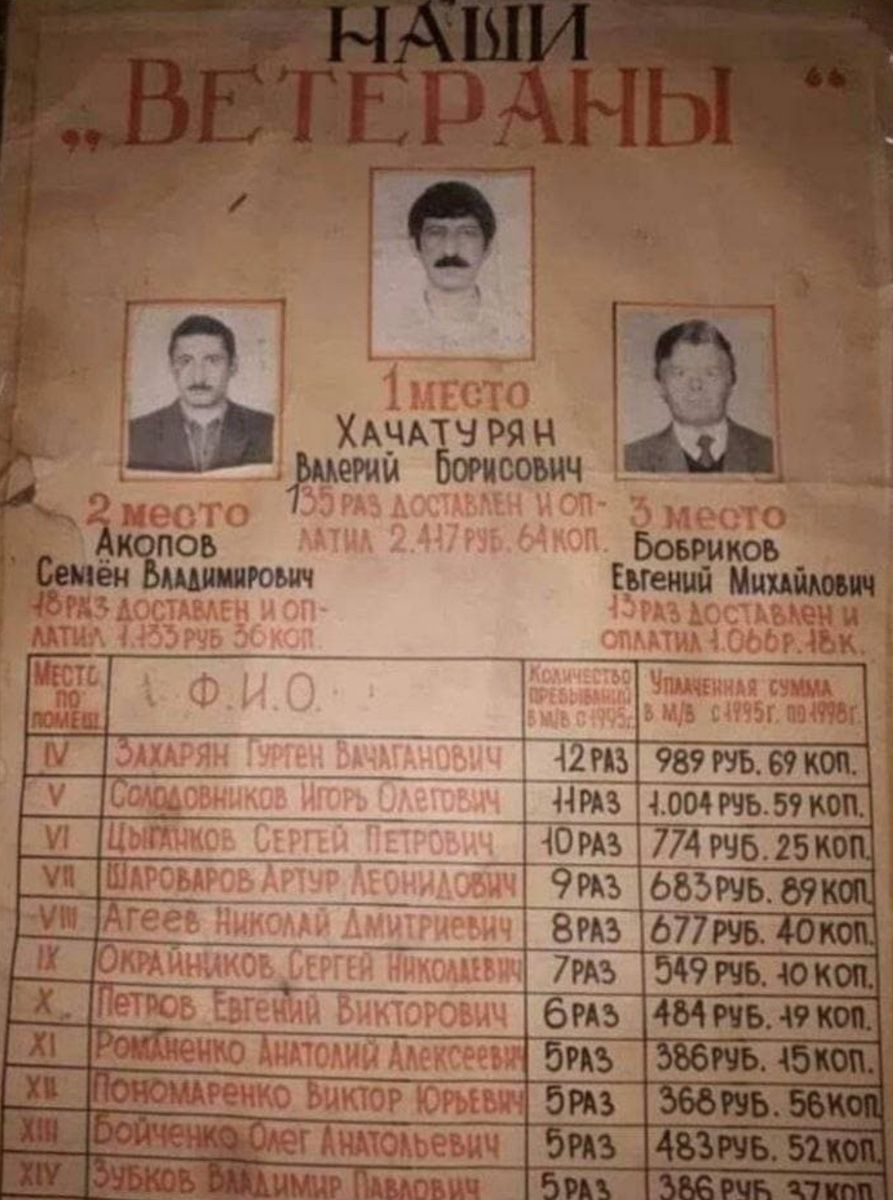 НАШИ
„ВЕТЕРАНЫ“
1 МЕСТО
ХАЧАТУРЯН
ВАЛЕРИЙ БОРИСОВИЧ
135 РАЗ ДОСТАВЛЕН И ОП-
ЛАТИЛ 2.417 РУБ. 64 КОП.
2 МЕСТО
АКОПОВ
СЕМЁН ВЛАДИМИРОВИЧ
18 РАЗ ДОСТАВЛЕН И ОП-
ЛАТИЛ 1.133 РУБ 36 КОП.
3 МЕСТО
БОБРИКОВ
ЕВГЕНИЙ МИХАЙЛОВИЧ
13 РАЗ ДОСТАВЛЕН И
ОПЛАТИЛ 1.066 Р. 18 К.
МЕСТО ПО ПОМЕЩ. Ф.И.О. КОЛИЧЕСТВО ПРЕБЫВАНИЙ В М/В С 1995г. УПЛАЧЕННАЯ СУММА В М/В С 1995г. ПО 1998г.
IV ЗАХАРЯН ГУРГЕН ВАЧАГАНОВИЧ 12 РАЗ 989 РУБ. 69 КОП.
V СОЛОДОВНИКОВ ИГОРЬ ОЛЕГОВИЧ 11 РАЗ 1.004 РУБ. 59 КОП.
VI ЦЫГАНКОВ СЕРГЕЙ ПЕТРОВИЧ 10 РАЗ 774 РУБ. 25 КОП.
VII ШАРОВАРОВ АРТУР ЛЕОНИДОВИЧ 9 РАЗ 683 РУБ. 89 КОП.
VIII АГЕЕВ НИКОЛАЙ ДМИТРИЕВИЧ 8 РАЗ 677 РУБ. 40 КОП.
IX ОКРАЙНИКОВ СЕРГЕЙ НИКОЛАЕВИЧ 7 РАЗ 549 РУБ. 10 КОП.
X ПЕТРОВ ЕВГЕНИЙ ВИКТОРОВИЧ 6 РАЗ 484 РУБ. 19 КОП.
XI РОМАНЕНКО АНАТОЛИЙ АЛЕКСЕЕВИЧ 5 РАЗ 386 РУБ. 15 КОП.
XII ПОНОМАРЕНКО ВИКТОР ЮРЬЕВИЧ 5 РАЗ 368 РУБ. 56 КОП
XIII БОЙЧЕНКО ОЛЕГ АНАТОЛЬЕВИЧ 5 РАЗ 483 РУБ. 52 КОП.
XIV ЗУБКОВ ВЛАДИМИР ПАВЛОВИЧ 5 РАЗ 386 РУБ. 37 КОП